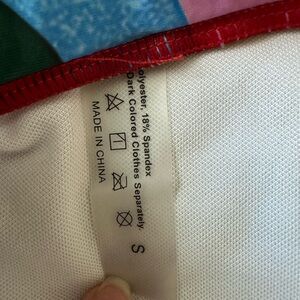 olyester, 18% Spandex
Dark Colored Clothes Separately
MADE IN CHINA
S